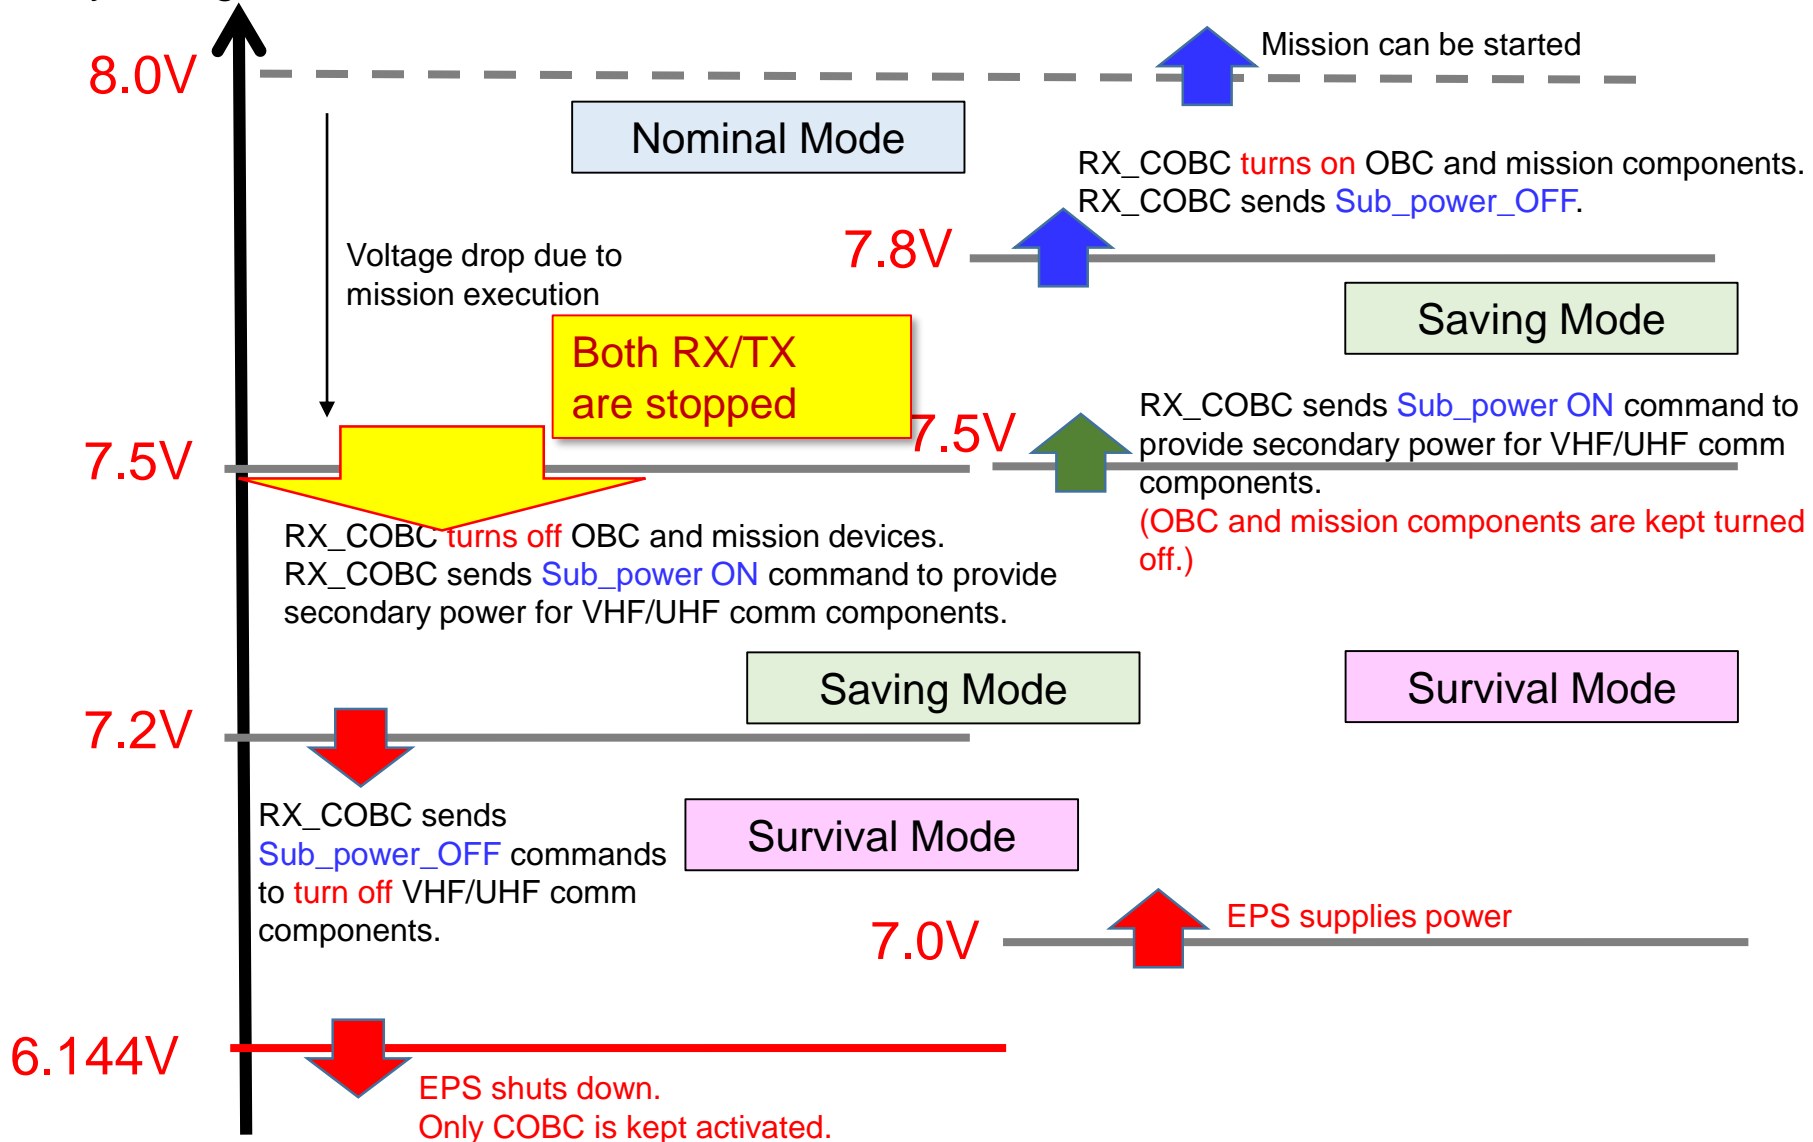 8.0V
Mission can be started
Nominal Mode
RX_COBC turns on OBC and mission components.
RX_COBC sends Sub_power_OFF.
7.8V
Voltage drop due to
mission execution
Saving Mode
Both RX/TX
are stopped
7.5V
7.5V
RX_COBC sends Sub_power ON command to
provide secondary power for VHF/UHF comm
components.
(OBC and mission components are kept turned
off.)
RX_COBC turns off OBC and mission devices.
RX_COBC sends Sub_power ON command to provide
secondary power for VHF/UHF comm components.
Saving Mode
Survival Mode
7.2V
RX_COBC sends
Sub_power_OFF commands
to turn off VHF/UHF comm
components.
Survival Mode
7.0V
EPS supplies power
6.144V
EPS shuts down.
Only COBC is kept activated.